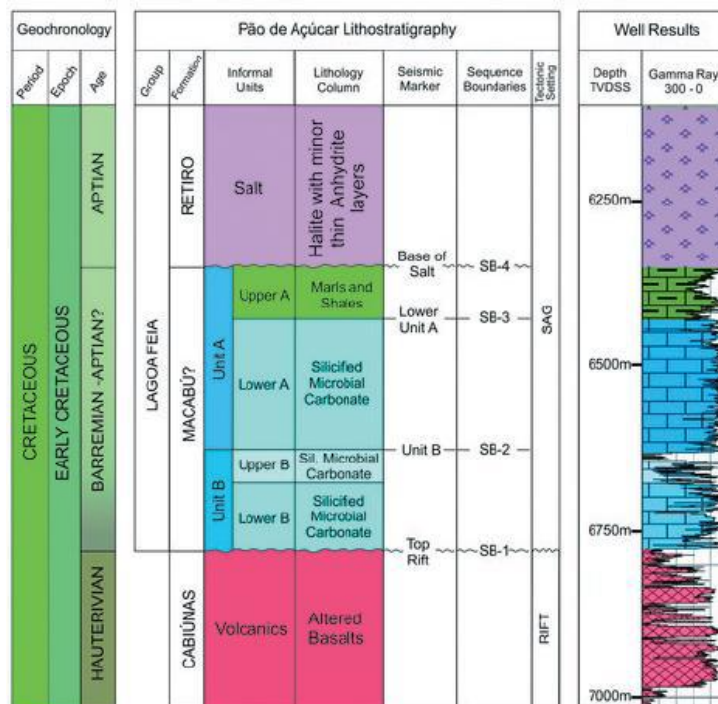 Geochronology
Pão de Açúcar Lithostratigraphy
Well Results
Period
Epoch
Age
Group
Formation
Informal
Units
Lithology
Column
Seismic
Marker
Sequence
Boundaries
Tectonic
Setting
Depth
TVDSS
Gamma Ray
300 - 0
CRETACEOUS
EARLY CRETACEOUS
APTIAN
BARREMIAN -APTIAN?
HAUTERIVIAN
LAGOA FEIA
RETIRO
MACABÚ?
CABIÚNAS
Salt
Halite with minor
thin Anhydrite
layers
Base of
Salt
SB-4
Unit A
Upper A
Marls and
Shales
Lower
Unit A
SB-3
Lower A
Silicified
Microbial
Carbonate
Unit B
SB-2
Unit B
Upper B
Sil. Microbial
Carbonate
Lower B
Silicified
Microbial
Carbonate
Top
Rift
SB-1
Volcanics
Altered
Basalts
SAG
RIFT
6250m
6500m
6750m
7000m